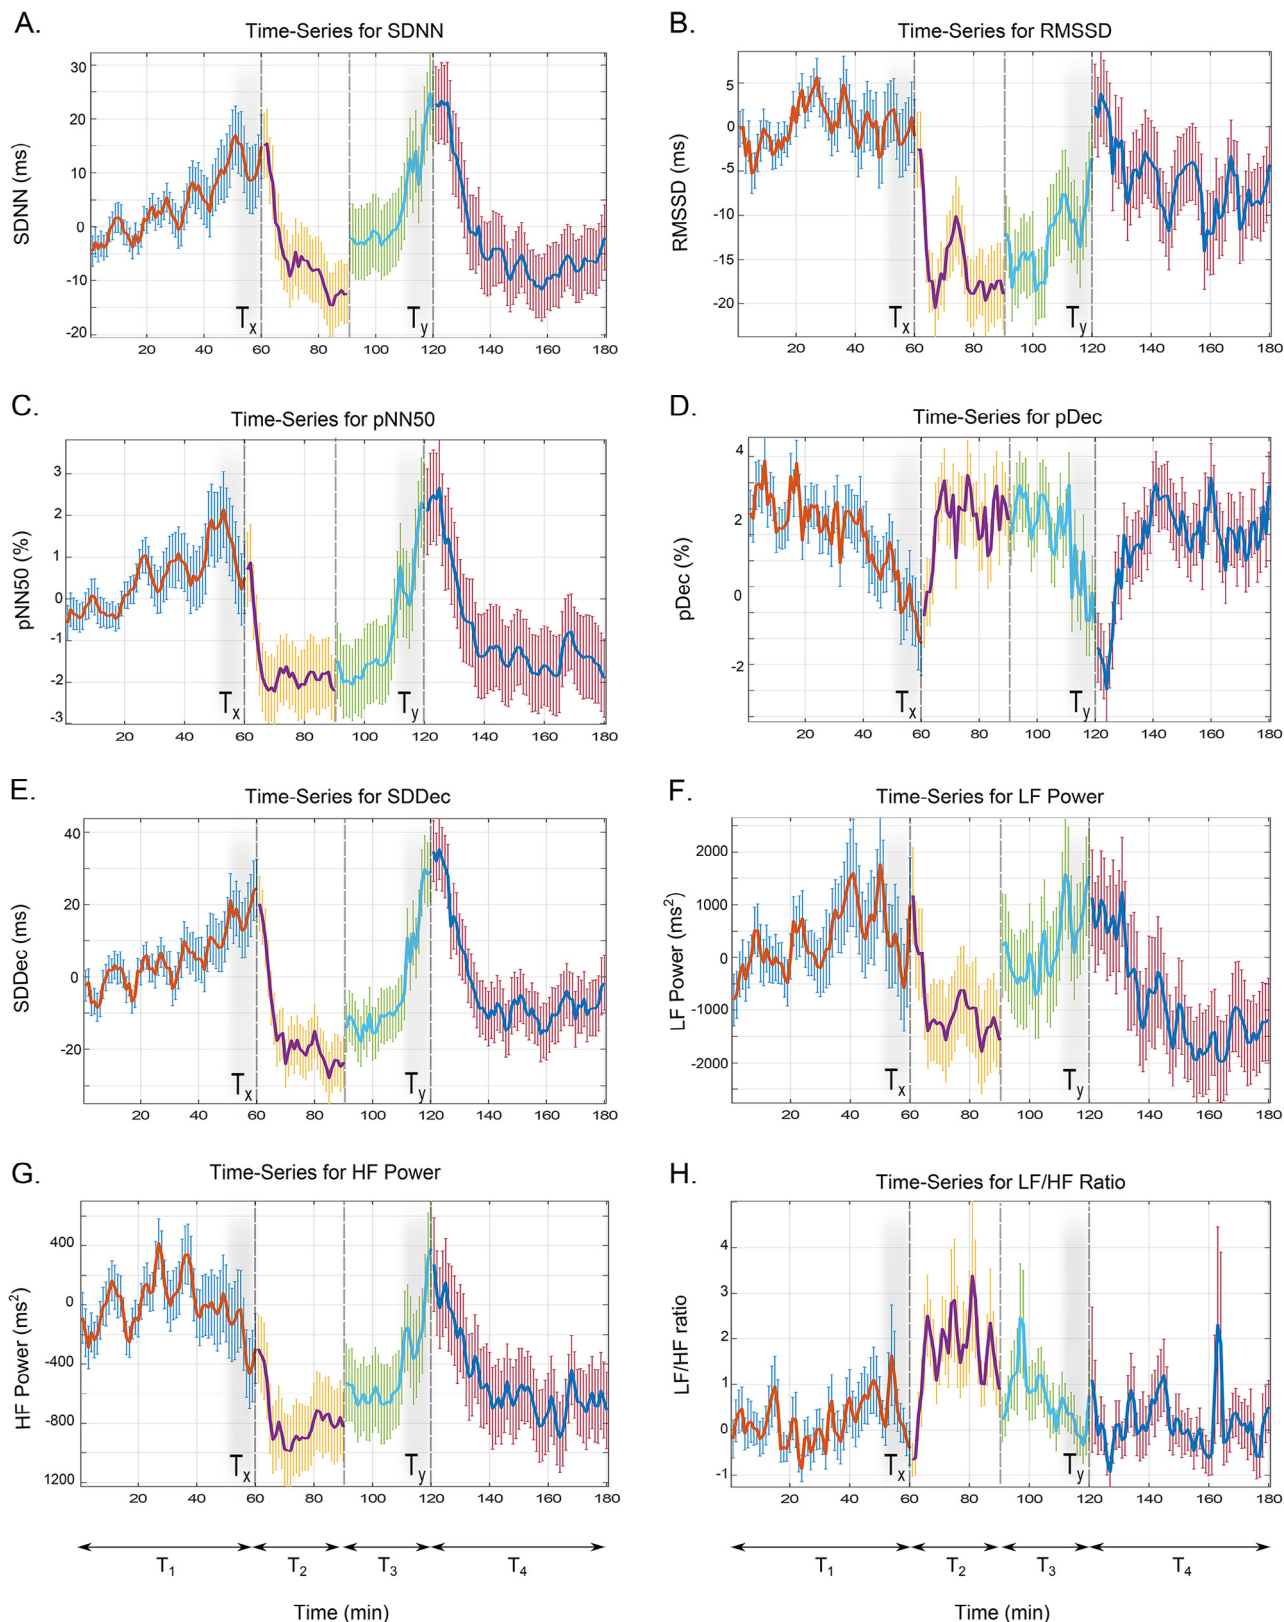 A.
Time-Series for SDNN
SDNN (ms)
30
20
10
0
-10
-20
Tx
Ty
20 40 60 80 100 120 140 160 180
B.
Time-Series for RMSSD
RMSSD (ms)
5
0
-5
-10
-15
-20
Tx
Ty
20 40 60 80 100 120 140 160 180
C.
Time-Series for pNN50
pNN50 (%)
3
2
1
0
-1
-2
-3
Tx
Ty
20 40 60 80 100 120 140 160 180
D.
Time-Series for pDec
pDec (%)
4
2
0
-2
Tx
Ty
20 40 60 80 100 120 140 160 180
E.
Time-Series for SDDec
SDDec (ms)
40
20
0
-20
Tx
Ty
20 40 60 80 100 120 140 160 180
F.
Time-Series for LF Power
LF Power (ms²)
2000
1000
0
-1000
-2000
Tx
Ty
20 40 60 80 100 120 140 160 180
G.
Time-Series for HF Power
HF Power (ms²)
400
0
-400
-800
1200
Tx
Ty
20 40 60 80 100 120 140 160 180
H.
Time-Series for LF/HF Ratio
LF/HF ratio
4
3
2
1
0
-1
Tx
Ty
20 40 60 80 100 120 140 160 180
T1 T2 T3 T4
Time (min)
T1 T2 T3 T4
Time (min)